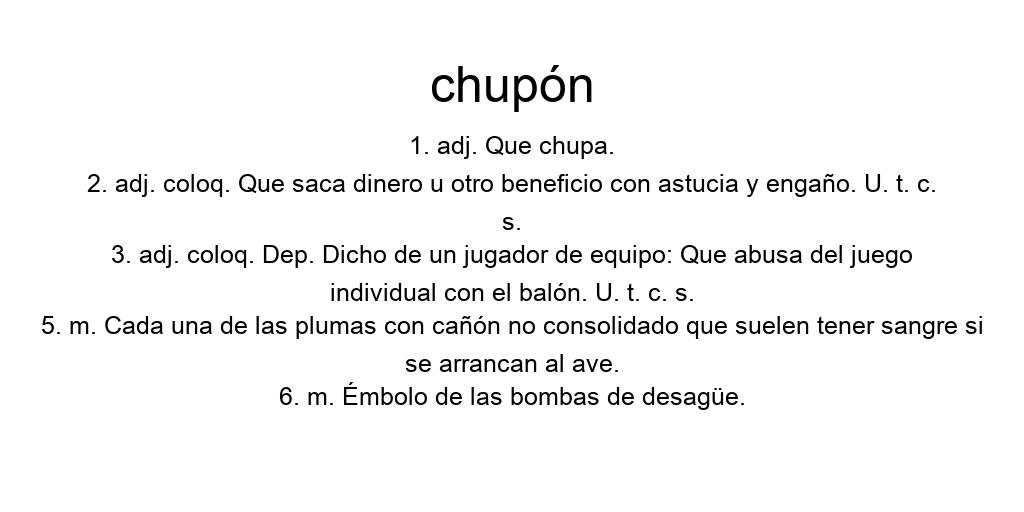 chupón
1. adj. Que chupa.
2. adj. coloq. Que saca dinero u otro beneficio con astucia y engaño. U. t. c.
s.
3. adj. coloq. Dep. Dicho de un jugador de equipo: Que abusa del juego
individual con el balón. U. t. c. s.
5. m. Cada una de las plumas con cañón no consolidado que suelen tener sangre si
se arrancan al ave.
6. m. Émbolo de las bombas de desagüe.